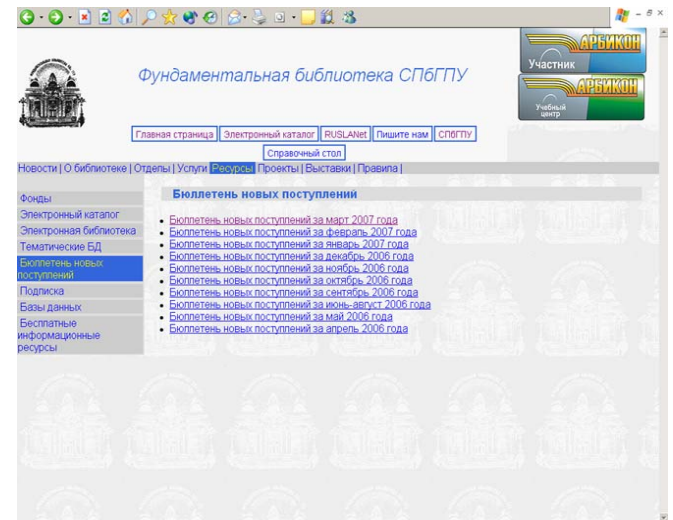 АРБИКОН
Участник
Фундаментальная библиотека СПбГПУ
АРБИКОН
Учебный
центр
Главная страница Электронный каталог RUSLANet Пишите нам СПбГПУ
Справочный стол
Новости | О библиотеке | Отделы | Услуги Ресурсы Проекты | Выставки | Правила |
Фонды
Электронный каталог
Электронная библиотека
Тематические БД
Бюллетень новых
поступлений
Подписка
Базы данных
Бесплатные
информационные
ресурсы
Бюллетень новых поступлений
Бюллетень новых поступлений за март 2007 года
Бюллетень новых поступлений за февраль 2007 года
Бюллетень новых поступлений за январь 2007 года
Бюллетень новых поступлений за декабрь 2006 года
Бюллетень новых поступлений за ноябрь 2006 года
Бюллетень новых поступлений за октябрь 2006 года
Бюллетень новых поступлений за сентябрь 2006 года
Бюллетень новых поступлений за июнь-август 2006 года
Бюллетень новых поступлений за май 2006 года
Бюллетень новых поступлений за апрель 2006 года